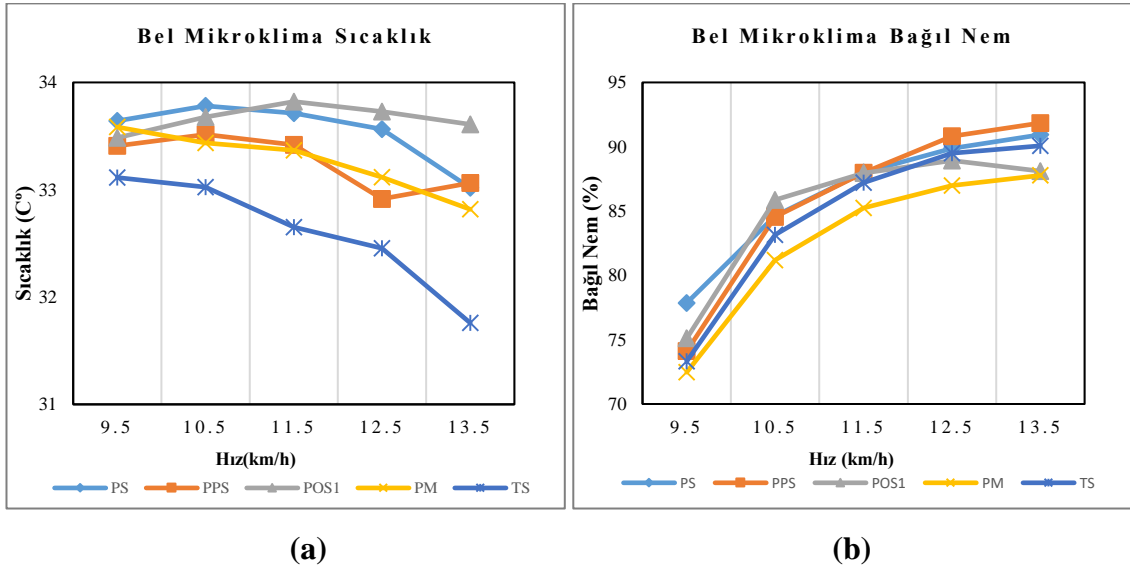 Bel Mikroklima Sıcaklık
34
33
32
31
Sıcaklık (Cº)
9.5 10.5 11.5 12.5 13.5
Hız(km/h)
PS PPS POS1 PM TS
(a)
Bel Mikroklima Bağıl Nem
95
90
85
80
75
70
Bağıl Nem (%)
9.5 10.5 11.5 12.5 13.5
Hız (km/h)
PS PPS POS1 PM TS
(b)